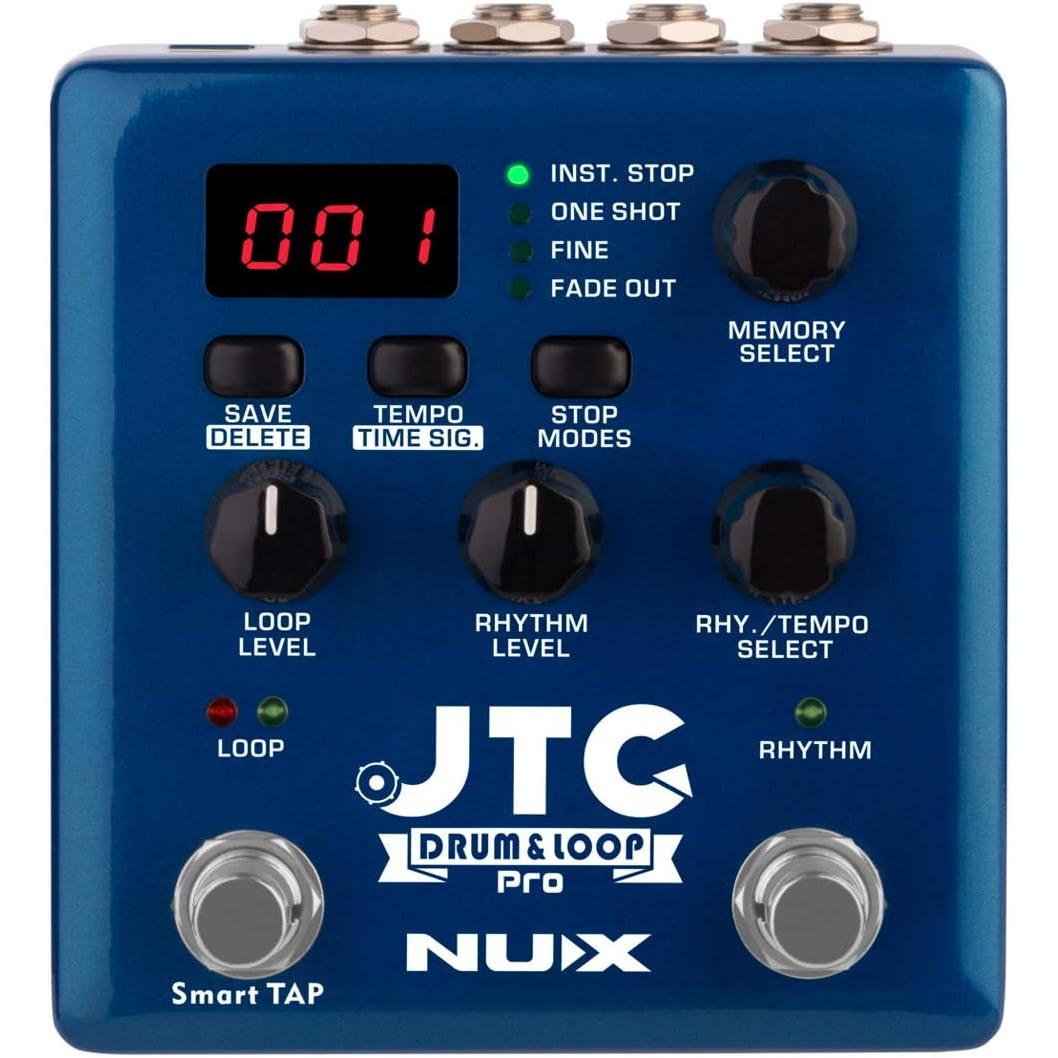 001
INST. STOP
ONE SHOT
FINE
FADE OUT
MEMORY
SELECT
SAVE
DELETE
TEMPO
TIME SIG.
STOP
MODES
LOOP
LEVEL
RHYTHM
LEVEL
RHY./TEMPO
SELECT
LOOP
RHYTHM
JTC
DRUM & LOOP
Pro
NUX
Smart TAP